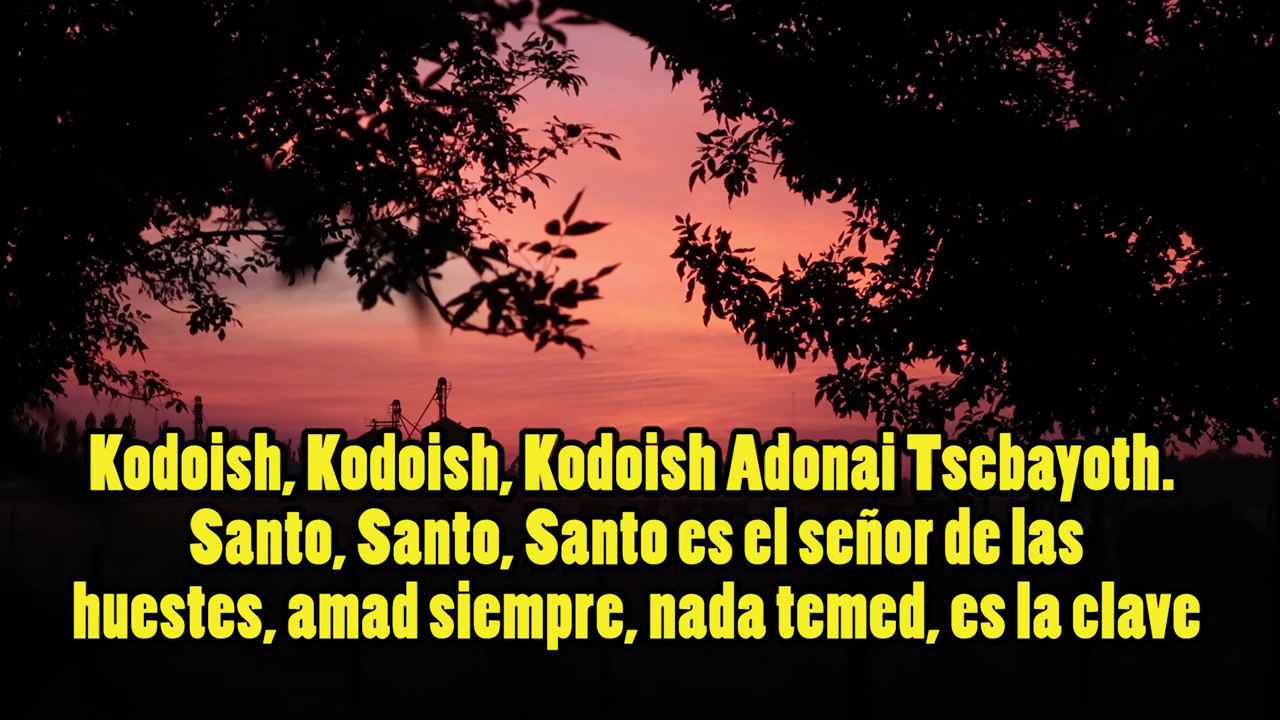 Kodoish, Kodoish, Kodoish Adonai Tsebayoth.
Santo, Santo, Santo es el señor de las
huestes, amad siempre, nada temed, es la clave